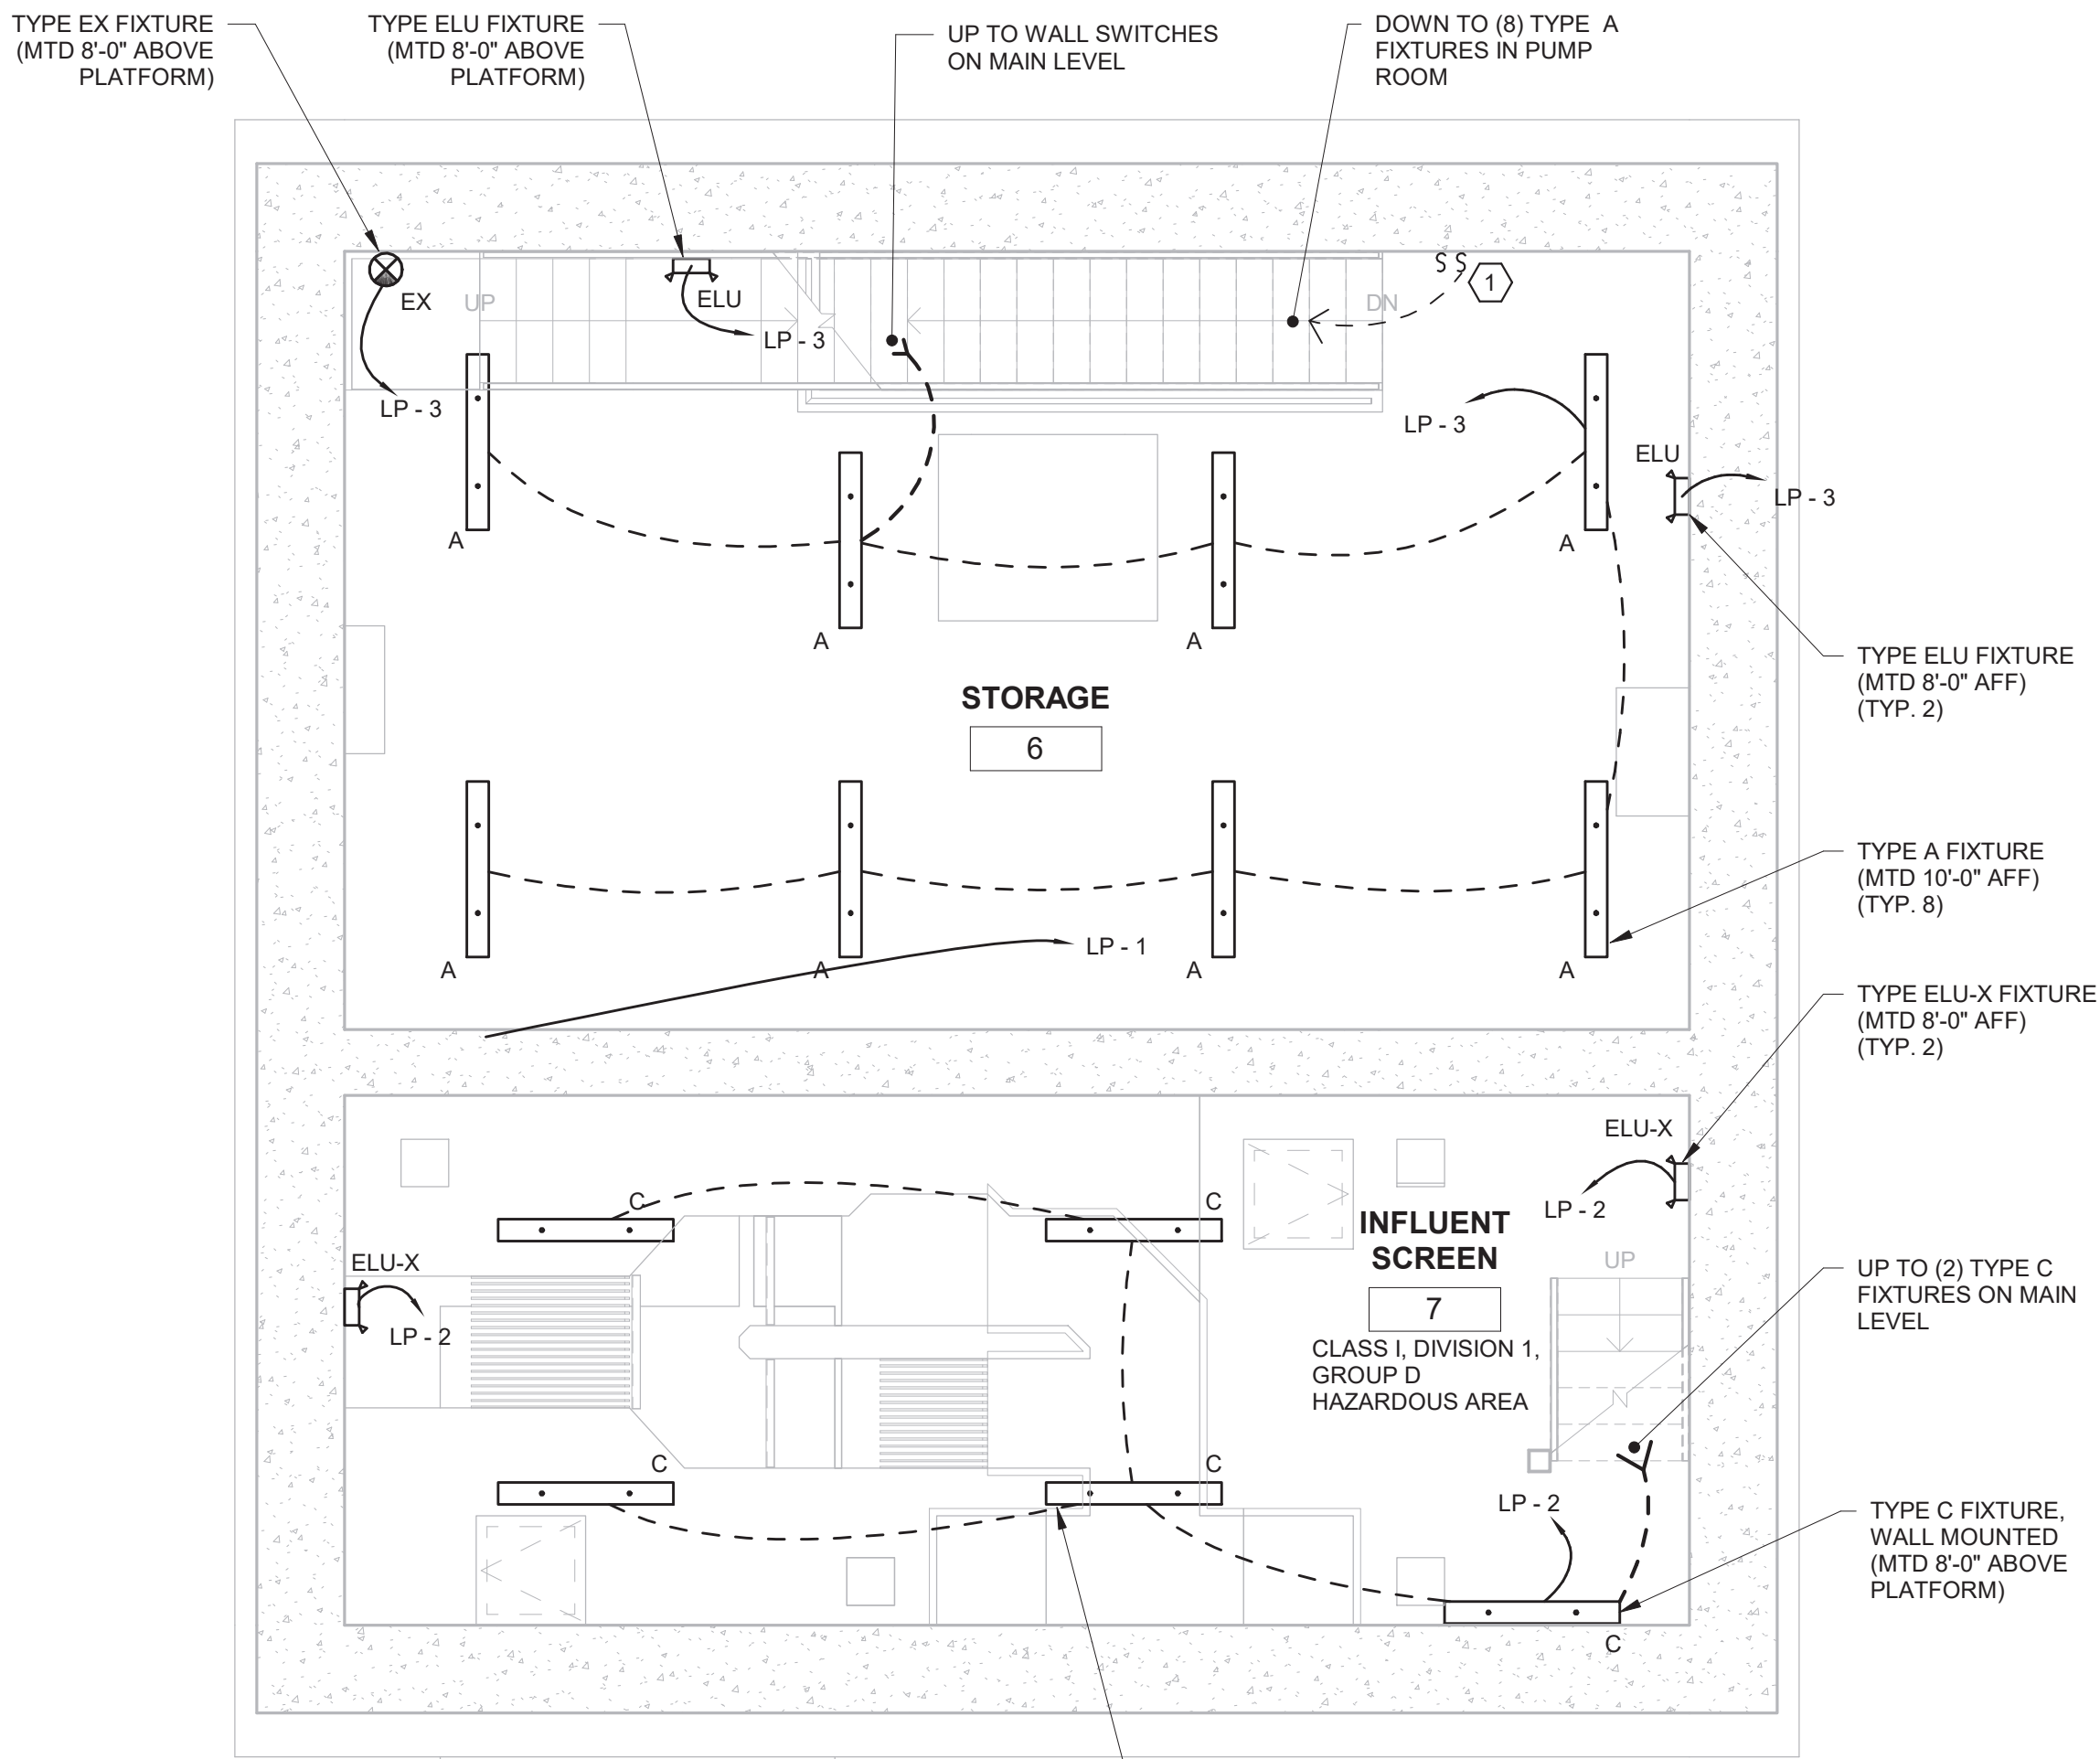 TYPE EX FIXTURE
(MTD 8'-0" ABOVE
PLATFORM)
TYPE ELU FIXTURE
(MTD 8'-0" ABOVE
PLATFORM)
UP TO WALL SWITCHES
ON MAIN LEVEL
DOWN TO (8) TYPE A
FIXTURES IN PUMP
ROOM
EX
UP
ELU
LP - 3
S S
1
DN
LP - 3
LP - 3
ELU
LP - 3
A
A
A
A
TYPE ELU FIXTURE
(MTD 8'-0" AFF)
(TYP. 2)
STORAGE
6
TYPE A FIXTURE
(MTD 10'-0" AFF)
(TYP. 8)
LP - 1
A
A
A
A
TYPE ELU-X FIXTURE
(MTD 8'-0" AFF)
(TYP. 2)
ELU-X
LP - 2
C
C
INFLUENT
SCREEN
7
CLASS I, DIVISION 1,
GROUP D
HAZARDOUS AREA
ELU-X
LP - 2
UP
UP TO (2) TYPE C
FIXTURES ON MAIN
LEVEL
C
C
LP - 2
TYPE C FIXTURE,
WALL MOUNTED
(MTD 8'-0" ABOVE
PLATFORM)
C